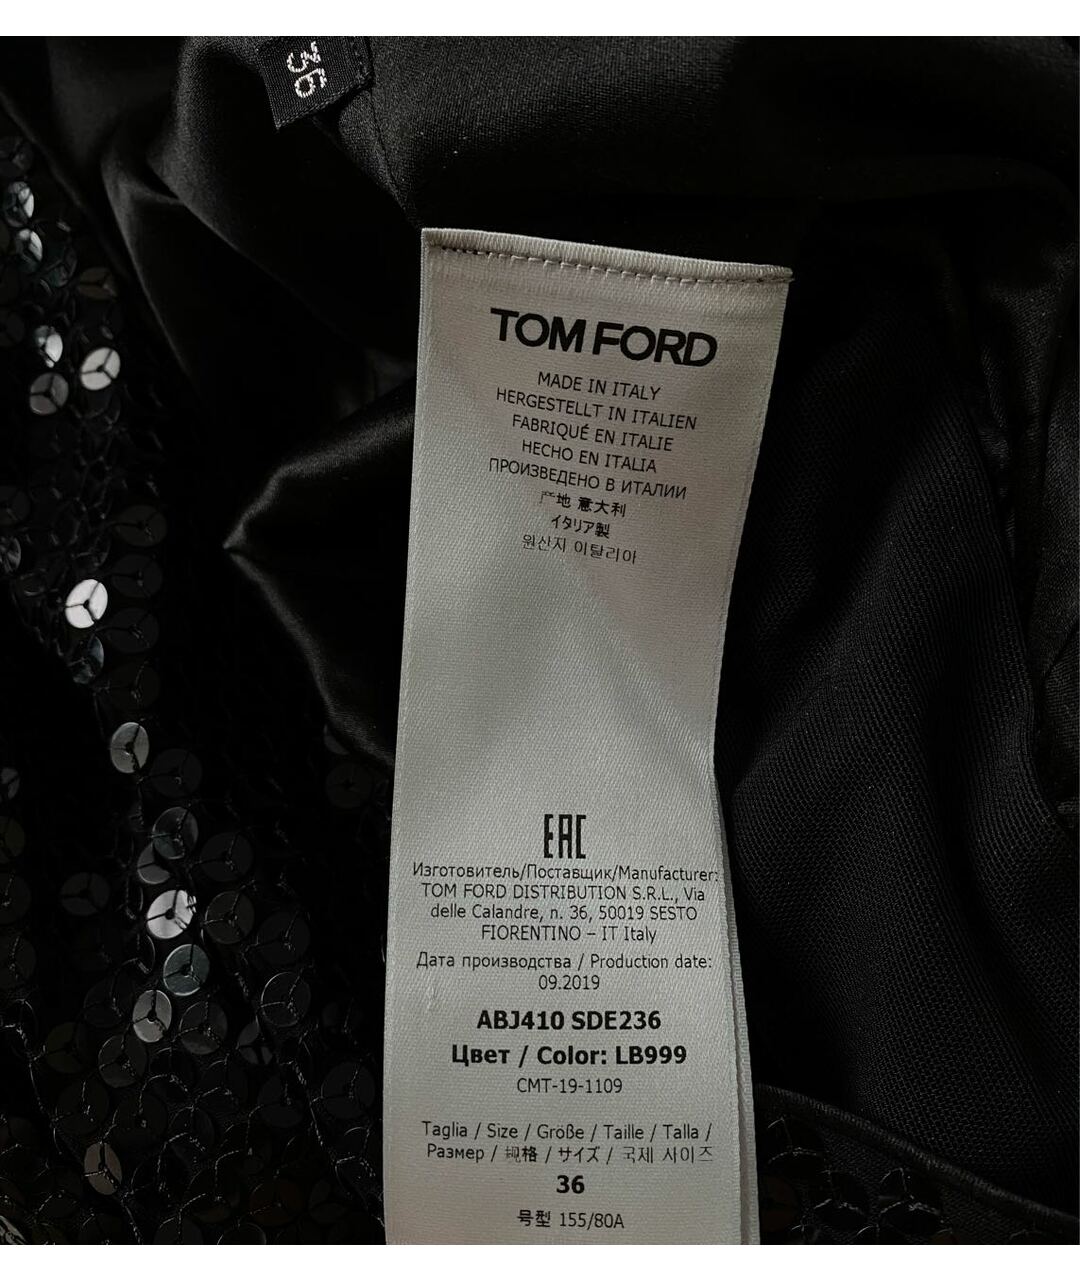 36
TOM FORD
MADE IN ITALY
HERGESTELLT IN ITALIEN
FABRIQUÉ EN ITALIE
HECHO EN ITALIA
ПРОИЗВЕДЕНО В ИТАЛИИ
产地 意大利
イタリア製
원산지 이탈리아
EAC
Изготовитель/Поставщик/Manufacturer:
TOM FORD DISTRIBUTION S.R.L., Via
delle Calandre, n. 36, 50019 SESTO
FIORENTINO – IT Italy
Дата производства / Production date:
09.2019
ABJ410 SDE236
Цвет / Color: LB999
CMT-19-1109
Taglia / Size / Größe / Taille / Talla /
Размер / 规格 / サイズ / 국제 사이즈
36
号型 155/80A